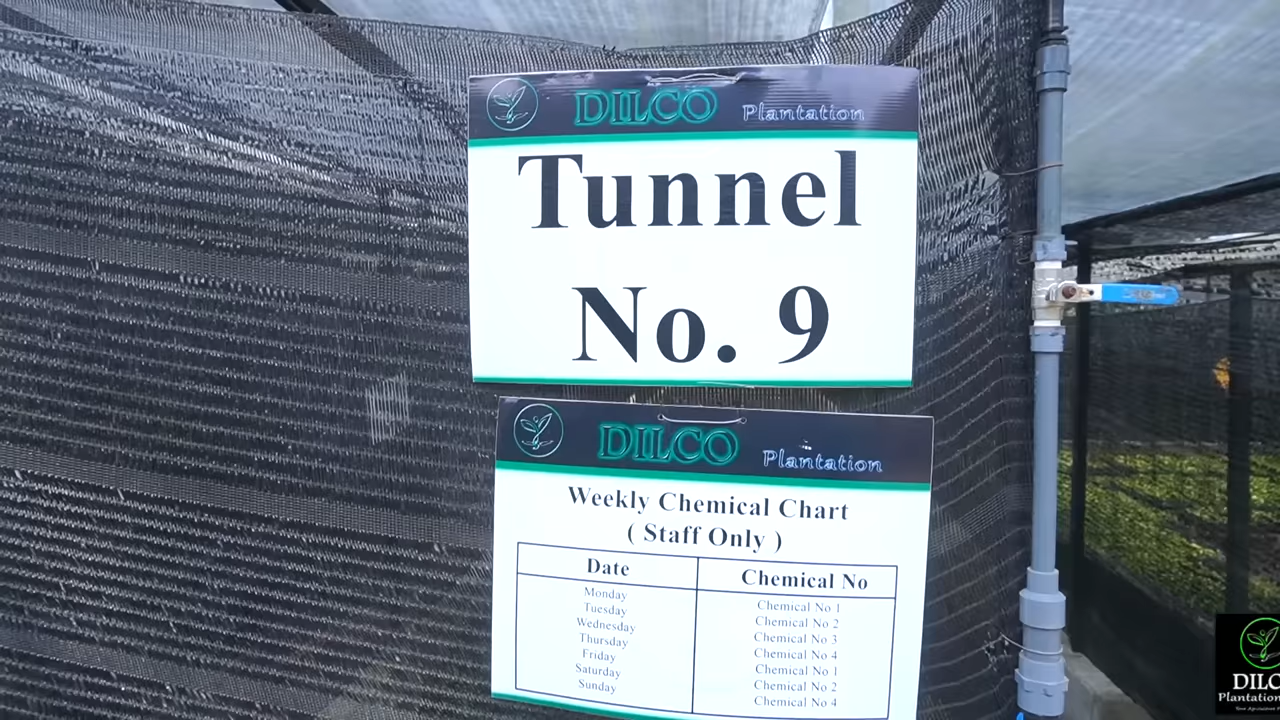 DILCO Plantation
Tunnel
No. 9
DILCO Plantation
Weekly Chemical Chart
( Staff Only )
Date Chemical No
Monday Chemical No 1
Tuesday Chemical No 2
Wednesday Chemical No 3
Thursday Chemical No 4
Friday Chemical No 1
Saturday Chemical No 2
Sunday Chemical No 4
DILC
Plantation